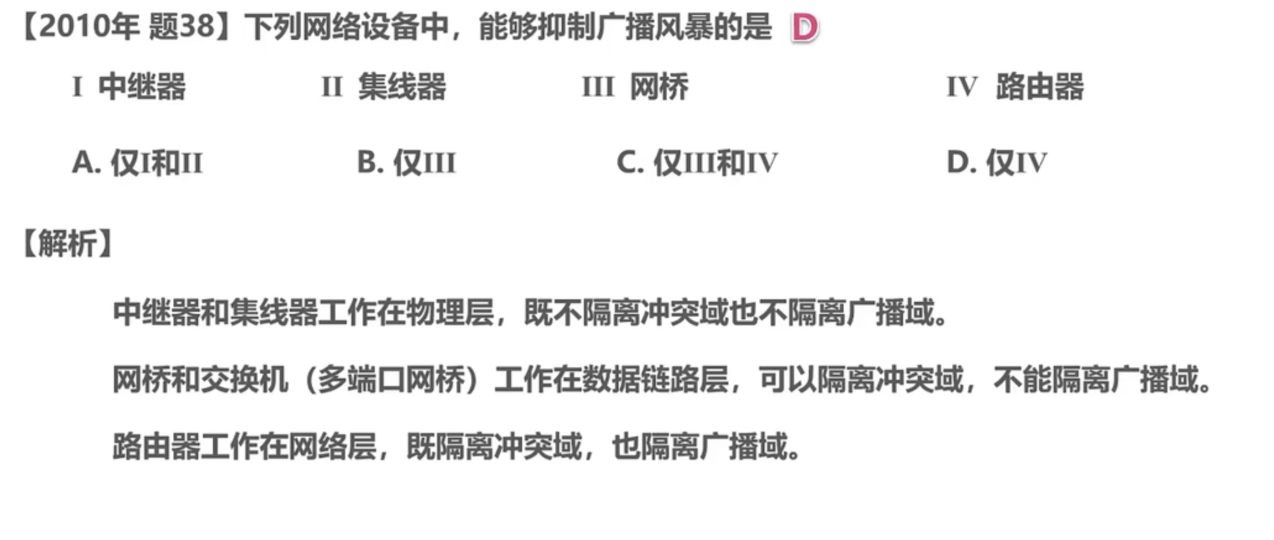 【2010年 题38】下列网络设备中，能够抑制广播风暴的是 D
I 中继器 II 集线器 III 网桥 IV 路由器
A. 仅I和II B. 仅III C. 仅III和IV D. 仅IV
【解析】
中继器和集线器工作在物理层，既不隔离冲突域也不隔离广播域。
网桥和交换机（多端口网桥）工作在数据链路层，可以隔离冲突域，不能隔离广播域。
路由器工作在网络层，既隔离冲突域，也隔离广播域。